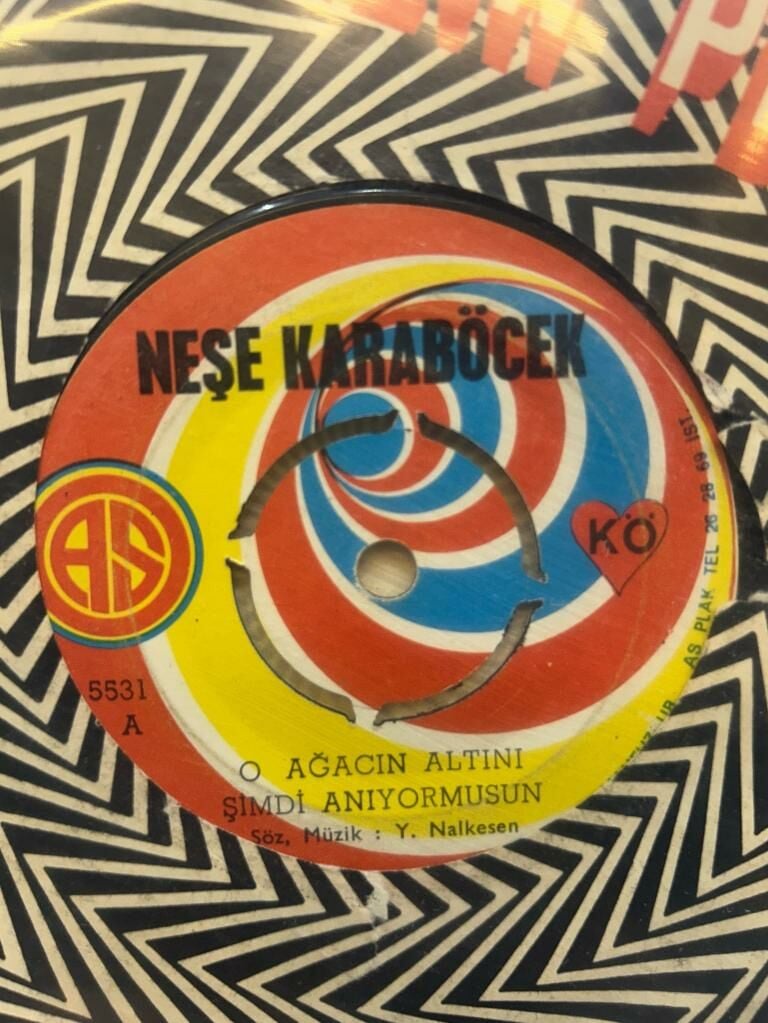 NEŞE KARABÖCEK
AS
KÖ
5531
A
O AĞACIN ALTINI
ŞİMDİ ANIYORMUSUN
Söz, Müzik : Y. Nalkesen
AS PLAK TEL 26 28 69 İST